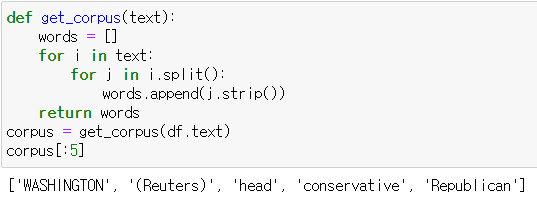 def get_corpus(text):
    words = []
    for i in text:
        for j in i.split():
            words.append(j.strip())
    return words
corpus = get_corpus(df.text)
corpus[:5]
['WASHINGTON', '(Reuters)', 'head', 'conservative', 'Republican']